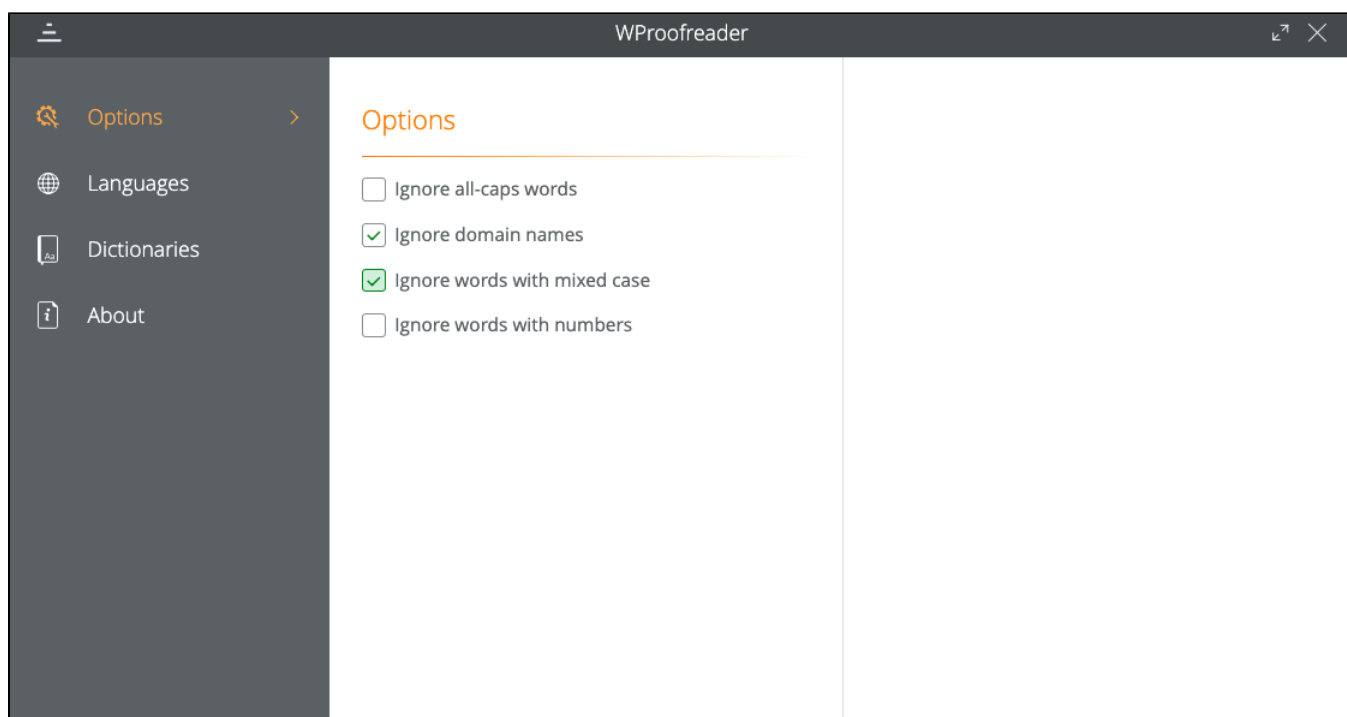 WProofreader
Options
Languages
Dictionaries
Aa
About
Options
Ignore all-caps words
Ignore domain names
Ignore words with mixed case
Ignore words with numbers